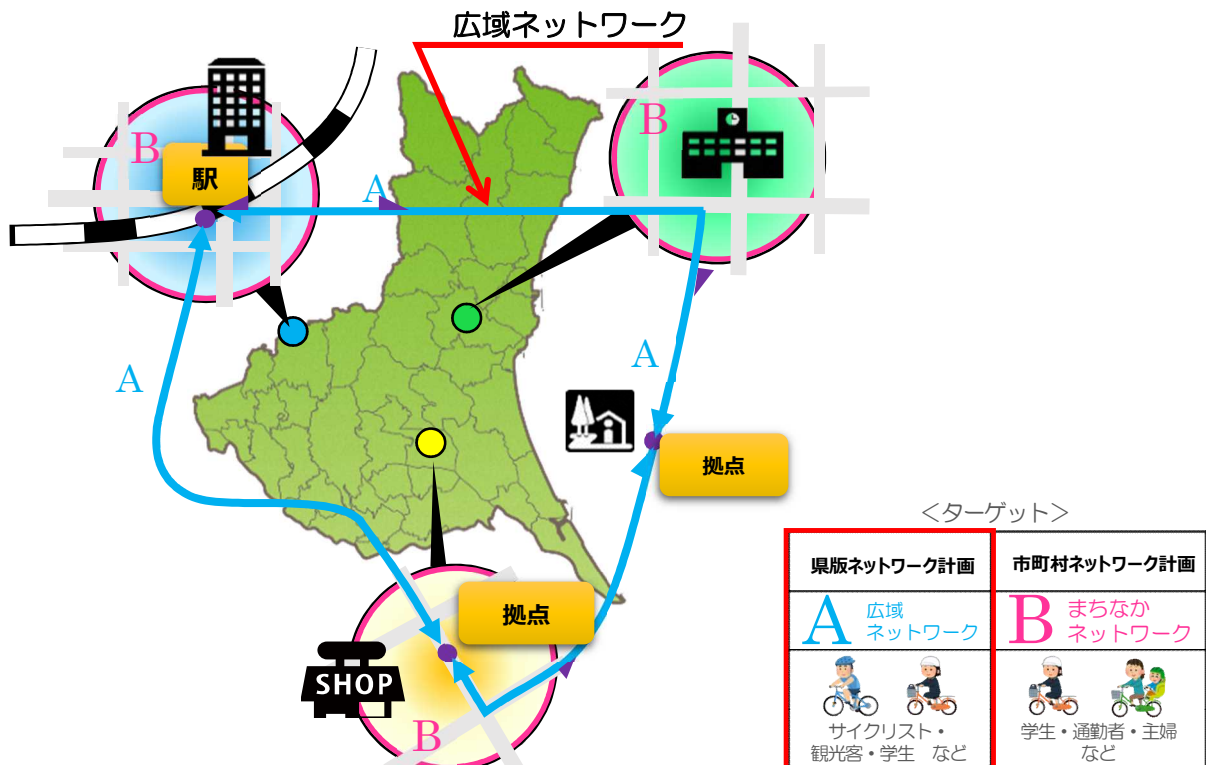 広域ネットワーク
B
駅
A
B
A
A
拠点
拠点
SHOP
B
＜ターゲット＞
県版ネットワーク計画
市町村ネットワーク計画
A 広域
ネットワーク
B まちなか
ネットワーク
サイクリスト・
観光客・学生　など
学生・通勤者・主婦
など